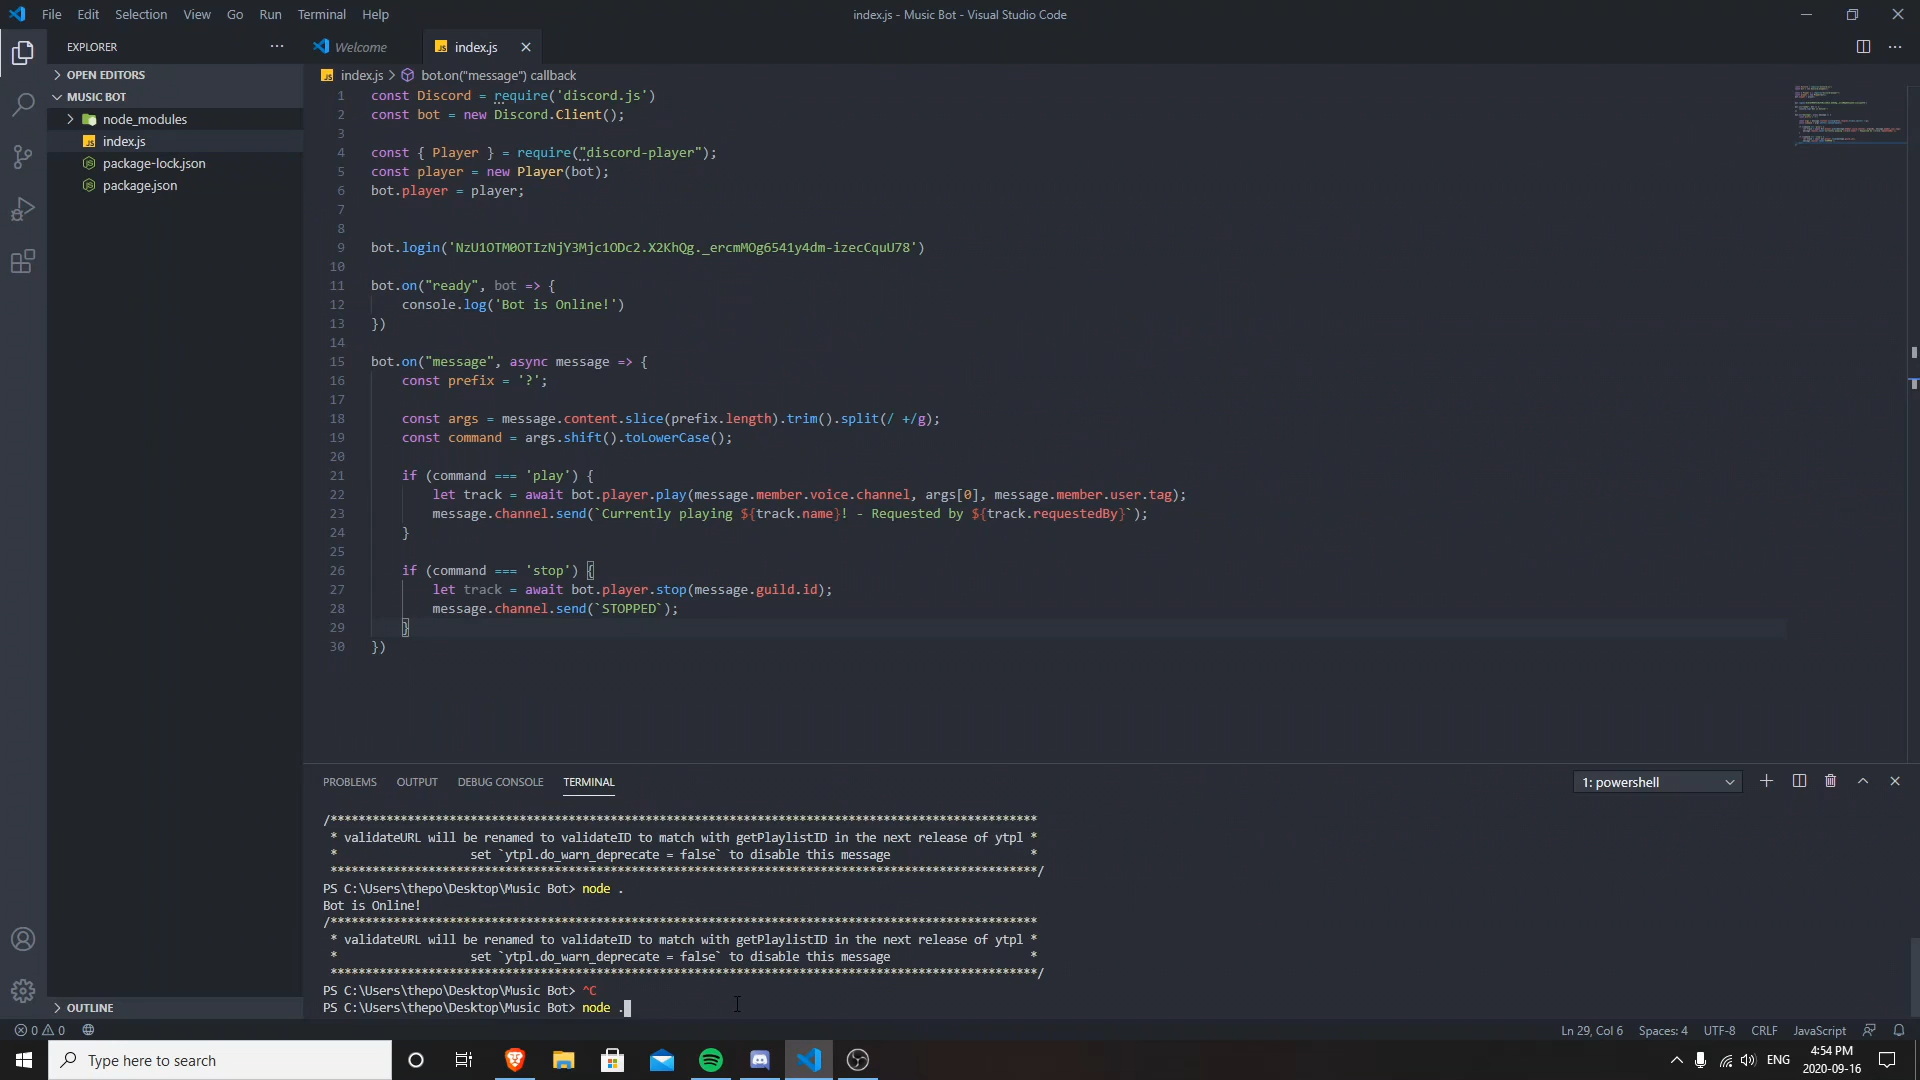 File Edit Selection View Go Run Terminal Help
index.js - Music Bot - Visual Studio Code
EXPLORER
Welcome
index.js
OPEN EDITORS
MUSIC BOT
node_modules
index.js
package-lock.json
package.json
OUTLINE
index.js > bot.on("message") callback
1 const Discord = require('discord.js')
2 const bot = new Discord.Client();
3
4 const { Player } = require("discord-player");
5 const player = new Player(bot);
6 bot.player = player;
7
8
9 bot.login('NzU1OTM0OTIzNjY3Mjc1ODc2.X2KhQg._ercmMOg6541y4dm-izecCquU78')
10
11 bot.on("ready", bot => {
12 console.log('Bot is Online!')
13 })
14
15 bot.on("message", async message => {
16 const prefix = '?';
17
18 const args = message.content.slice(prefix.length).trim().split(/ +/g);
19 const command = args.shift().toLowerCase();
20
21 if (command === 'play') {
22 let track = await bot.player.play(message.member.voice.channel, args[0], message.member.user.tag);
23 message.channel.send(`Currently playing ${track.name}! - Requested by ${track.requestedBy}`);
24 }
25
26 if (command === 'stop') {
27 let track = await bot.player.stop(message.guild.id);
28 message.channel.send(`STOPPED`);
29 }
30 })
PROBLEMS OUTPUT DEBUG CONSOLE TERMINAL
1: powershell
/***************************************************************************************
* validateURL will be renamed to validateID to match with getPlaylistID in the next release of ytpl *
* set `ytpl.do_warn_deprecate = false` to disable this message *
***************************************************************************************/
PS C:\Users\thepo\Desktop\Music Bot> node .
Bot is Online!
/***************************************************************************************
* validateURL will be renamed to validateID to match with getPlaylistID in the next release of ytpl *
* set `ytpl.do_warn_deprecate = false` to disable this message *
***************************************************************************************/
PS C:\Users\thepo\Desktop\Music Bot> ^C
PS C:\Users\thepo\Desktop\Music Bot> node .
0 0
Ln 29, Col 6 Spaces: 4 UTF-8 CRLF JavaScript
Type here to search
ENG
4:54 PM
2020-09-16